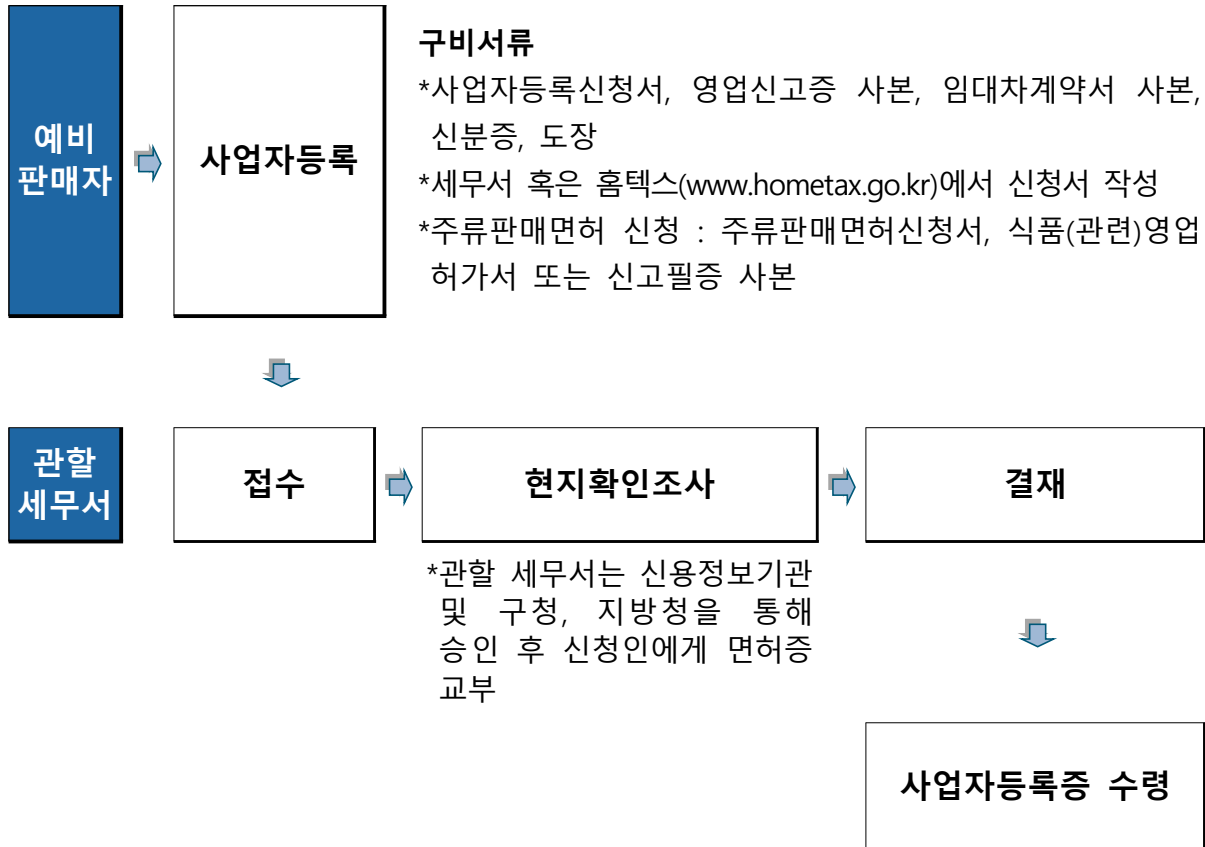 예비
판매자
사업자등록
구비서류
*사업자등록신청서, 영업신고증 사본, 임대차계약서 사본,
신분증, 도장
*세무서 혹은 홈텍스(www.hometax.go.kr)에서 신청서 작성
*주류판매면허 신청 : 주류판매면허신청서, 식품(관련)영업
허가서 또는 신고필증 사본
관할
세무서
접수
현지확인조사
결재
*관할 세무서는 신용정보기관
및 구청, 지방청을 통해
승인 후 신청인에게 면허증
교부
사업자등록증 수령